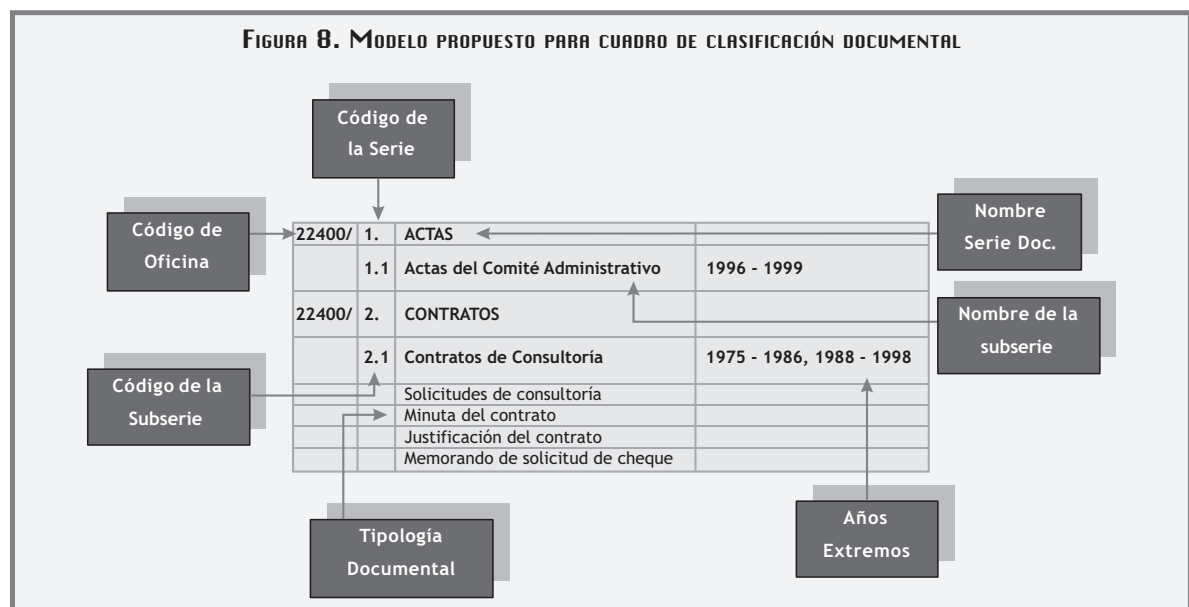 FIGURA 8. MODELO PROPUESTO PARA CUADRO DE CLASIFICACIÓN DOCUMENTAL
Código de
la Serie
Código de
Oficina
Nombre
Serie Doc.
22400/ 1. ACTAS
1.1 Actas del Comité Administrativo 1996 - 1999
22400/ 2. CONTRATOS
Nombre de la
subserie
2.1 Contratos de Consultoría 1975 - 1986, 1988 - 1998
Código de la
Subserie
Solicitudes de consultoría
Minuta del contrato
Justificación del contrato
Memorando de solicitud de cheque
Tipología
Documental
Años
Extremos